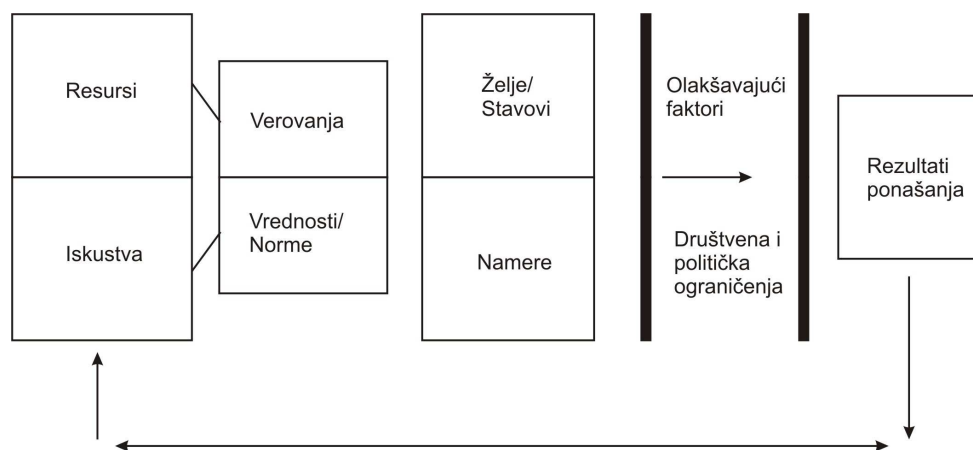 Resursi
Iskustva
Verovanja
Vrednosti/
Norme
Želje/
Stavovi
Namere
Olakšavajući
faktori
Društvena i
politička
ograničenja
Rezultati
ponašanja